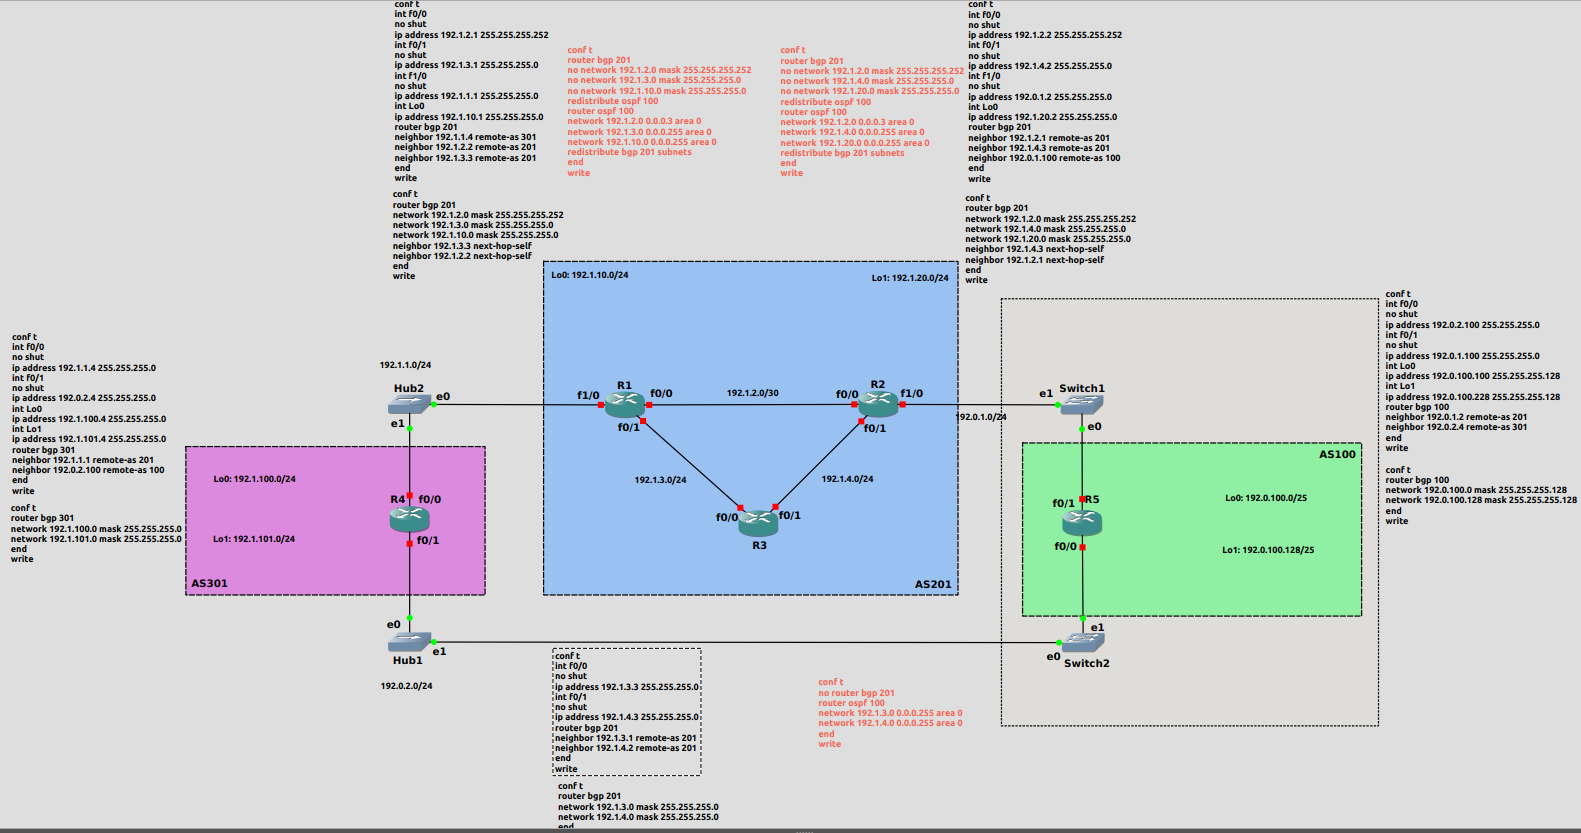 conf t
int f0/0
no shut
ip address 192.1.2.1 255.255.255.252
int f0/1
no shut
ip address 192.1.3.1 255.255.255.0
int f1/0
no shut
ip address 192.1.1.1 255.255.255.0
int Lo0
ip address 192.1.10.1 255.255.255.0
router bgp 201
neighbor 192.1.1.4 remote-as 301
neighbor 192.1.2.2 remote-as 201
neighbor 192.1.3.3 remote-as 201
end
write
conf t
router bgp 201
network 192.1.2.0 mask 255.255.255.252
network 192.1.3.0 mask 255.255.255.0
network 192.1.10.0 mask 255.255.255.0
neighbor 192.1.3.3 next-hop-self
neighbor 192.1.2.2 next-hop-self
end
write
conf t
router bgp 201
no network 192.1.2.0 mask 255.255.255.252
no network 192.1.3.0 mask 255.255.255.0
no network 192.1.10.0 mask 255.255.255.0
redistribute ospf 100
router ospf 100
network 192.1.2.0 0.0.0.3 area 0
network 192.1.3.0 0.0.0.255 area 0
network 192.1.10.0 0.0.0.255 area 0
redistribute bgp 201 subnets
end
write
conf t
router bgp 201
no network 192.1.2.0 mask 255.255.255.252
no network 192.1.4.0 mask 255.255.255.0
no network 192.1.20.0 mask 255.255.255.0
redistribute ospf 100
router ospf 100
network 192.1.2.0 0.0.0.3 area 0
network 192.1.4.0 0.0.0.255 area 0
network 192.1.20.0 0.0.0.255 area 0
redistribute bgp 201 subnets
end
write
conf t
int f0/0
no shut
ip address 192.1.2.2 255.255.255.252
int f0/1
no shut
ip address 192.1.4.2 255.255.255.0
int f1/0
no shut
ip address 192.0.1.2 255.255.255.0
int Lo0
ip address 192.1.20.2 255.255.255.0
router bgp 201
neighbor 192.1.2.1 remote-as 201
neighbor 192.1.4.3 remote-as 201
neighbor 192.0.1.100 remote-as 100
end
write
conf t
router bgp 201
network 192.1.2.0 mask 255.255.255.252
network 192.1.4.0 mask 255.255.255.0
network 192.1.20.0 mask 255.255.255.0
neighbor 192.1.4.3 next-hop-self
neighbor 192.1.2.1 next-hop-self
end
write
conf t
int f0/0
no shut
ip address 192.1.1.4 255.255.255.0
int f0/1
no shut
ip address 192.0.2.4 255.255.255.0
int Lo0
ip address 192.1.100.4 255.255.255.0
int Lo1
ip address 192.1.101.4 255.255.255.0
router bgp 301
neighbor 192.1.1.1 remote-as 201
neighbor 192.0.2.100 remote-as 100
end
write
conf t
router bgp 301
network 192.1.100.0 mask 255.255.255.0
network 192.1.101.0 mask 255.255.255.0
end
write
192.1.1.0/24
Hub2
e0
e1
Lo0: 192.1.100.0/24
R4
f0/0
Lo1: 192.1.101.0/24
f0/1
AS301
e0
Hub1
e1
192.0.2.0/24
Lo0: 192.1.10.0/24
Lo1: 192.1.20.0/24
R1
f1/0
f0/0
f0/1
192.1.2.0/30
R2
f0/0
f1/0
f0/1
192.1.3.0/24
192.1.4.0/24
f0/0
f0/1
R3
AS201
192.0.1.0/24
e1
Switch1
e0
AS100
f0/1
R5
Lo0: 192.0.100.0/25
f0/0
Lo1: 192.0.100.128/25
e1
e0
Switch2
conf t
int f0/0
no shut
ip address 192.0.2.100 255.255.255.0
int f0/1
no shut
ip address 192.0.1.100 255.255.255.0
int Lo0
ip address 192.0.100.100 255.255.255.128
int Lo1
ip address 192.0.100.228 255.255.255.128
router bgp 100
neighbor 192.0.1.2 remote-as 201
neighbor 192.0.2.4 remote-as 301
end
write
conf t
router bgp 100
network 192.0.100.0 mask 255.255.255.128
network 192.0.100.128 mask 255.255.255.128
end
write
conf t
int f0/0
no shut
ip address 192.1.3.3 255.255.255.0
int f0/1
no shut
ip address 192.1.4.3 255.255.255.0
router bgp 201
neighbor 192.1.3.1 remote-as 201
neighbor 192.1.4.2 remote-as 201
end
write
conf t
router bgp 201
network 192.1.3.0 mask 255.255.255.0
network 192.1.4.0 mask 255.255.255.0
end
conf t
no router bgp 201
router ospf 100
network 192.1.3.0 0.0.0.255 area 0
network 192.1.4.0 0.0.0.255 area 0
end
write